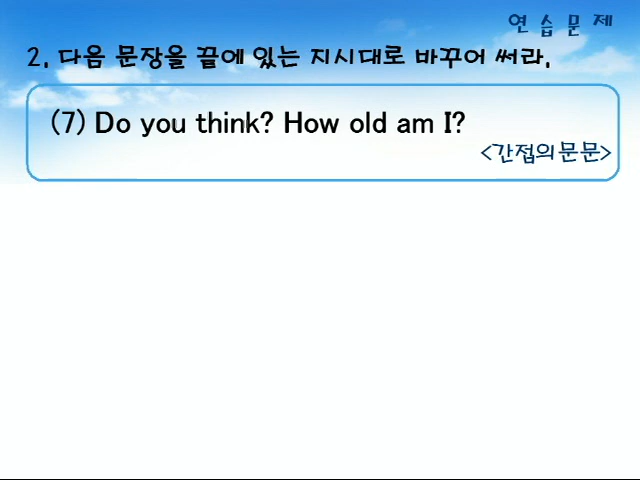 연 습 문 제
2. 다음 문장을 끝에 있는 지시대로 바꾸어 써라.
(7) Do you think? How old am I?
<간접의문문>